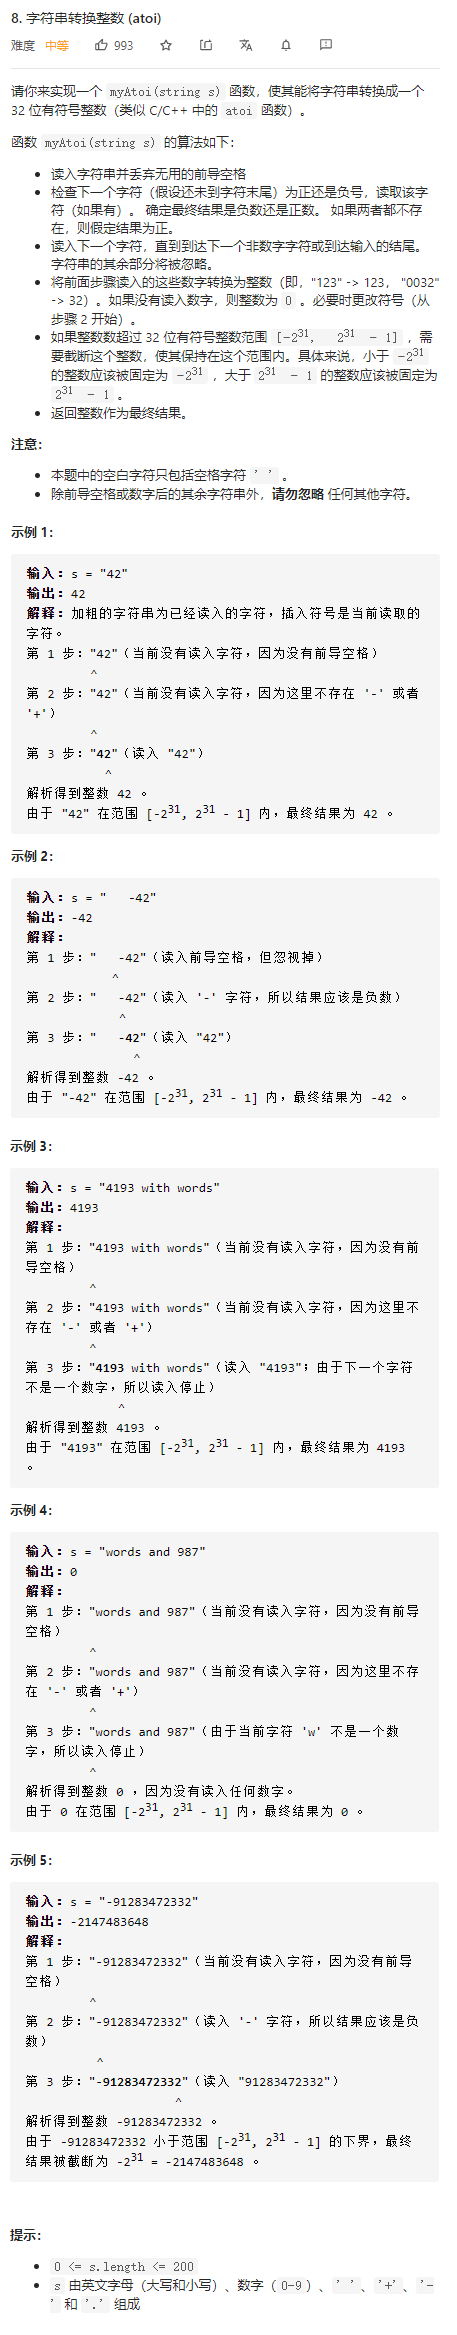 8. 字符串转换整数 (atoi)
难度 中等 993
请你来实现一个 myAtoi(string s) 函数，使其能将字符串转换成一个
32 位有符号整数（类似 C/C++ 中的 atoi 函数）。
函数 myAtoi(string s) 的算法如下：
• 读入字符串并丢弃无用的前导空格
• 检查下一个字符（假设还未到字符末尾）为正还是负号，读取该字
符（如果有）。 确定最终结果是负数还是正数。 如果两者都不存
在，则假定结果为正。
• 读入下一个字符，直到到达下一个非数字字符或到达输入的结尾。
字符串的其余部分将被忽略。
• 将前面步骤读入的这些数字转换为整数（即，"123" -> 123， "0032"
-> 32）。如果没有读入数字，则整数为 0 。必要时更改符号（从
步骤 2 开始）。
• 如果整数数超过 32 位有符号整数范围 [−2³¹,  2³¹ − 1] ，需
要截断这个整数，使其保持在这个范围内。具体来说，小于 −2³¹
的整数应该被固定为 −2³¹ ，大于 2³¹ − 1 的整数应该被固定为
2³¹ − 1 。
• 返回整数作为最终结果。
注意：
• 本题中的空白字符只包括空格字符 ' ' 。
• 除前导空格或数字后的其余字符串外，请勿忽略 任何其他字符。
示例 1：
输入：s = "42"
输出：42
解释：加粗的字符串为已经读入的字符，插入符号是当前读取的
字符。
第 1 步："42"（当前没有读入字符，因为没有前导空格）
^
第 2 步："42"（当前没有读入字符，因为这里不存在 '-' 或者
'+'）
^
第 3 步："42"（读入 "42"）
^
解析得到整数 42 。
由于 "42" 在范围 [-2³¹, 2³¹ - 1] 内，最终结果为 42 。
示例 2：
输入：s = "   -42"
输出：-42
解释：
第 1 步："   -42"（读入前导空格，但忽视掉）
^
第 2 步："   -42"（读入 '-' 字符，所以结果应该是负数）
^
第 3 步："   -42"（读入 "42"）
^
解析得到整数 -42 。
由于 "-42" 在范围 [-2³¹, 2³¹ - 1] 内，最终结果为 -42 。
示例 3：
输入：s = "4193 with words"
输出：4193
解释：
第 1 步："4193 with words"（当前没有读入字符，因为没有前
导空格）
^
第 2 步："4193 with words"（当前没有读入字符，因为这里不
存在 '-' 或者 '+'）
^
第 3 步："4193 with words"（读入 "4193"；由于下一个字符
不是一个数字，所以读入停止）
^
解析得到整数 4193 。
由于 "4193" 在范围 [-2³¹, 2³¹ - 1] 内，最终结果为 4193
。
示例 4：
输入：s = "words and 987"
输出：0
解释：
第 1 步："words and 987"（当前没有读入字符，因为没有前导
空格）
^
第 2 步："words and 987"（当前没有读入字符，因为这里不存
在 '-' 或者 '+'）
^
第 3 步："words and 987"（由于当前字符 'w' 不是一个数
字，所以读入停止）
^
解析得到整数 0 ，因为没有读入任何数字。
由于 0 在范围 [-2³¹, 2³¹ - 1] 内，最终结果为 0 。
示例 5：
输入：s = "-91283472332"
输出：-2147483648
解释：
第 1 步："-91283472332"（当前没有读入字符，因为没有前导
空格）
^
第 2 步："-91283472332"（读入 '-' 字符，所以结果应该是负
数）
^
第 3 步："-91283472332"（读入 "91283472332"）
^
解析得到整数 -91283472332 。
由于 -91283472332 小于范围 [-2³¹, 2³¹ - 1] 的下界，最终
结果被截断为 -2³¹ = -2147483648 。
提示：
• 0 <= s.length <= 200
• s 由英文字母（大写和小写）、数字（0-9）、' '、'+'、'-
' 和 '.' 组成